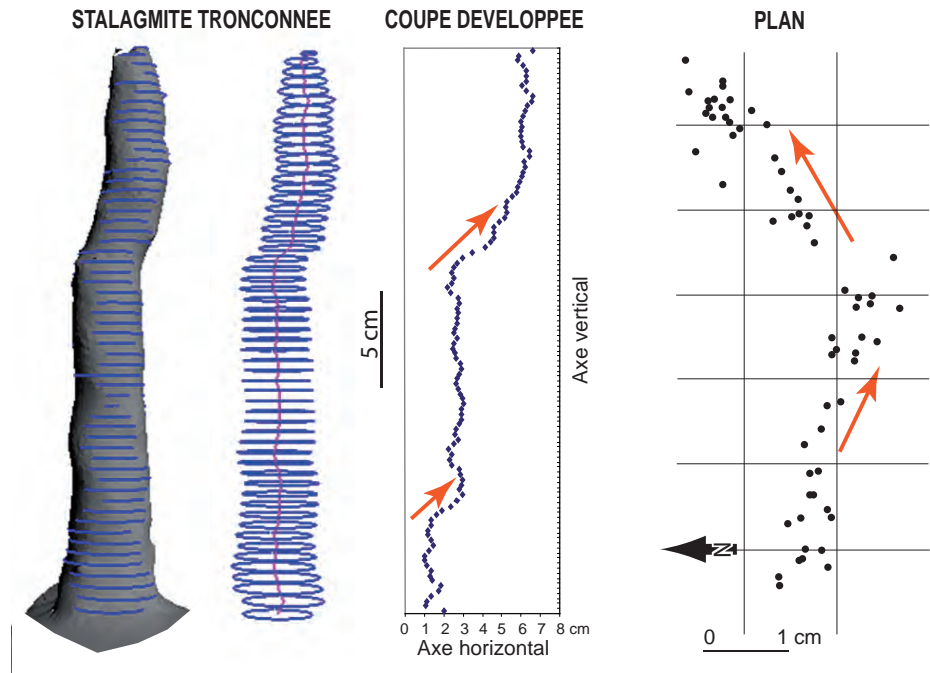 STALAGMITE TRONCONNEE
COUPE DEVELOPPEE
PLAN
5 cm
Axe vertical
0 1 2 3 4 5 6 7 8 cm
Axe horizontal
N
0 1 cm